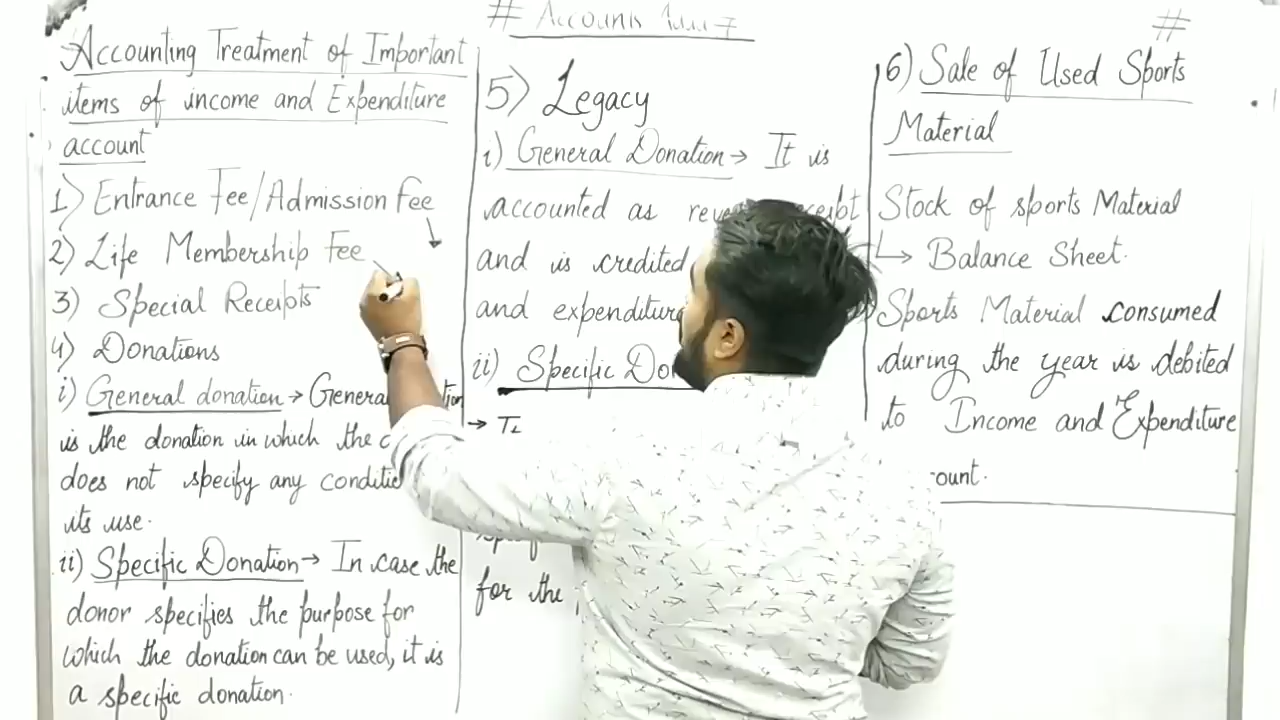 # Accounts
Accounting Treatment of Important
items of income and Expenditure
account
1) Entrance Fee/Admission Fee
2) Life Membership Fee
3) Special Receipts
4) Donations
i) General donation → General
is the donation in which the
does not specify any
its use.
ii) Specific Donation → In case the
donor specifies the purpose for
which the donation can be used, it is
a specific donation.
5) Legacy
i) General Donation → It is
accounted as
and is credited
and expenditure
ii) Specific
→
for the
#
6) Sale of Used Sports
Material
Stock of sports Material
↳ Balance Sheet.
Sports Material consumed
during the year is debited
to Income and Expenditure